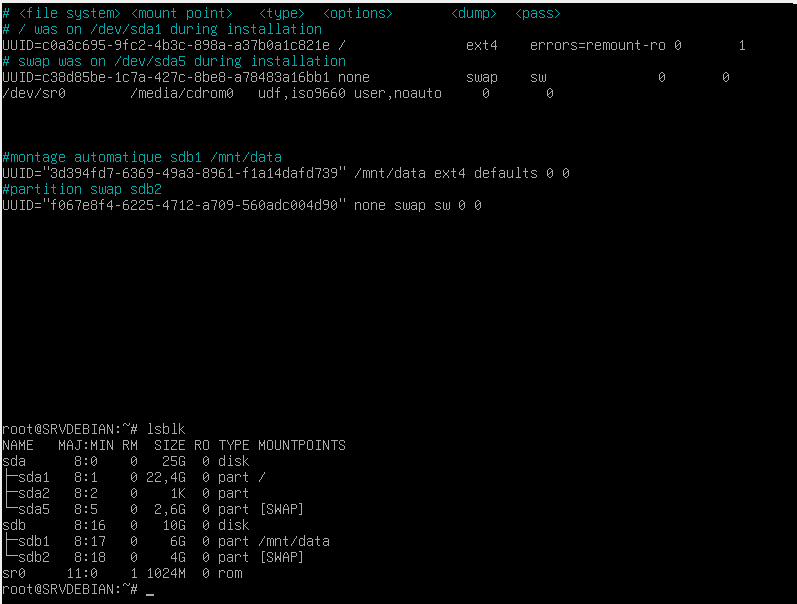 # <file system> <mount point>   <type>  <options>       <dump>  <pass>
# / was on /dev/sda1 during installation
UUID=c0a3c695-9fc2-4b3c-898a-a37b0a1c821e /               ext4    errors=remount-ro 0       1
# swap was on /dev/sda5 during installation
UUID=c38d85be-1c7a-427c-8be8-a78483a16bb1 none            swap    sw              0       0
/dev/sr0        /media/cdrom0   udf,iso9660 user,noauto     0       0
#montage automatique sdb1 /mnt/data
UUID="3d394fd7-6369-49a3-8961-f1a14dafd739" /mnt/data ext4 defaults 0 0
#partition swap sdb2
UUID="f067e8f4-6225-4712-a709-560adc004d90" none swap sw 0 0
root@SRVDEBIAN:~# lsblk
NAME   MAJ:MIN RM  SIZE RO TYPE MOUNTPOINTS
sda      8:0    0   25G  0 disk
├─sda1   8:1    0 22,4G  0 part /
├─sda2   8:2    0    1K  0 part
└─sda5   8:5    0  2,6G  0 part [SWAP]
sdb      8:16   0   10G  0 disk
├─sdb1   8:17   0    6G  0 part /mnt/data
└─sdb2   8:18   0    4G  0 part [SWAP]
sr0     11:0    1 1024M  0 rom
root@SRVDEBIAN:~# _